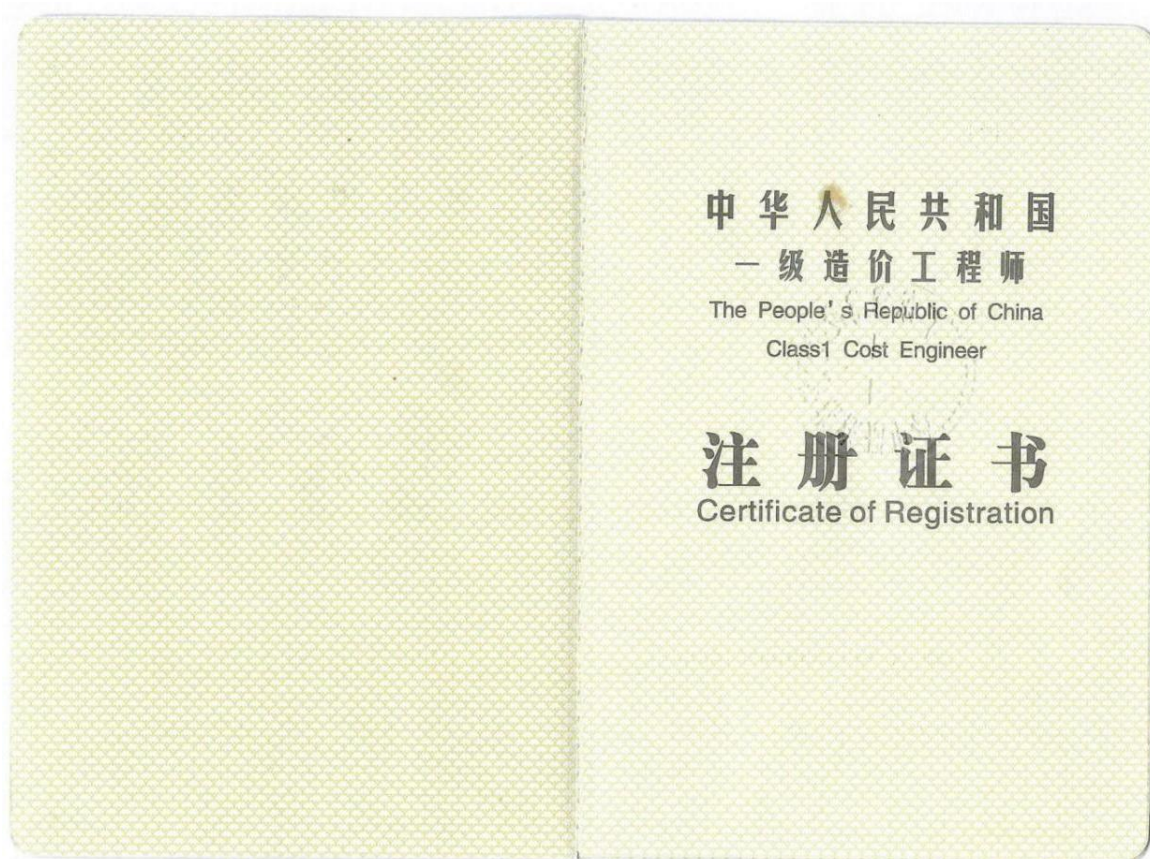 中华人民共和国
一级造价工程师
The People's Republic of China
Class1 Cost Engineer
注册证书
Certificate of Registration